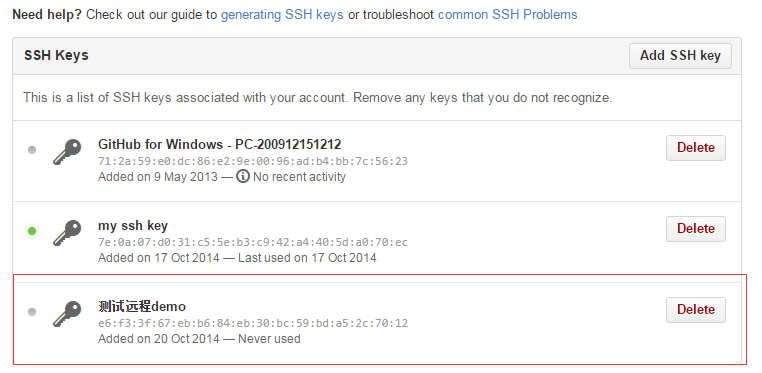 Need help? Check out our guide to generating SSH keys or troubleshoot common SSH Problems
SSH Keys
Add SSH key
This is a list of SSH keys associated with your account. Remove any keys that you do not recognize.
GitHub for Windows - PC-200912151212
Delete
71:2a:59:e0:dc:86:e2:9e:00:96:ad:b4:bb:7c:56:23
Added on 9 May 2013 — No recent activity
my ssh key
Delete
7e:0a:07:d0:31:c5:5e:b3:c9:42:a4:40:5d:a0:70:ec
Added on 17 Oct 2014 — Last used on 17 Oct 2014
测试远程demo
Delete
e6:f3:3f:67:eb:b6:84:eb:30:bc:59:bd:a5:2c:70:12
Added on 20 Oct 2014 — Never used